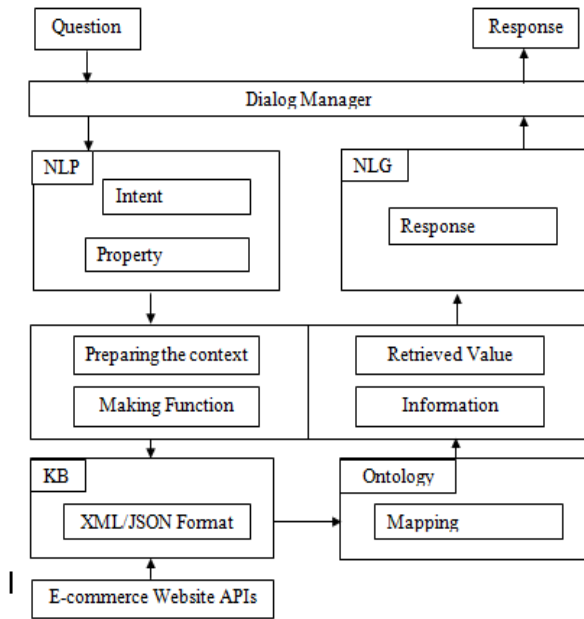 Question
Response
Dialog Manager
NLP
Intent
Property
NLG
Response
Preparing the context
Making Function
Retrieved Value
Information
KB
XML/JSON Format
Ontology
Mapping
E-commerce Website APIs